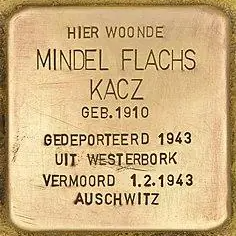 HIER WOONDE
MINDEL FLACHS
KACZ
GEB.1910
GEDEPORTEERD 1943
UIT WESTERBORK
VERMOORD 1.2.1943
AUSCHWITZ